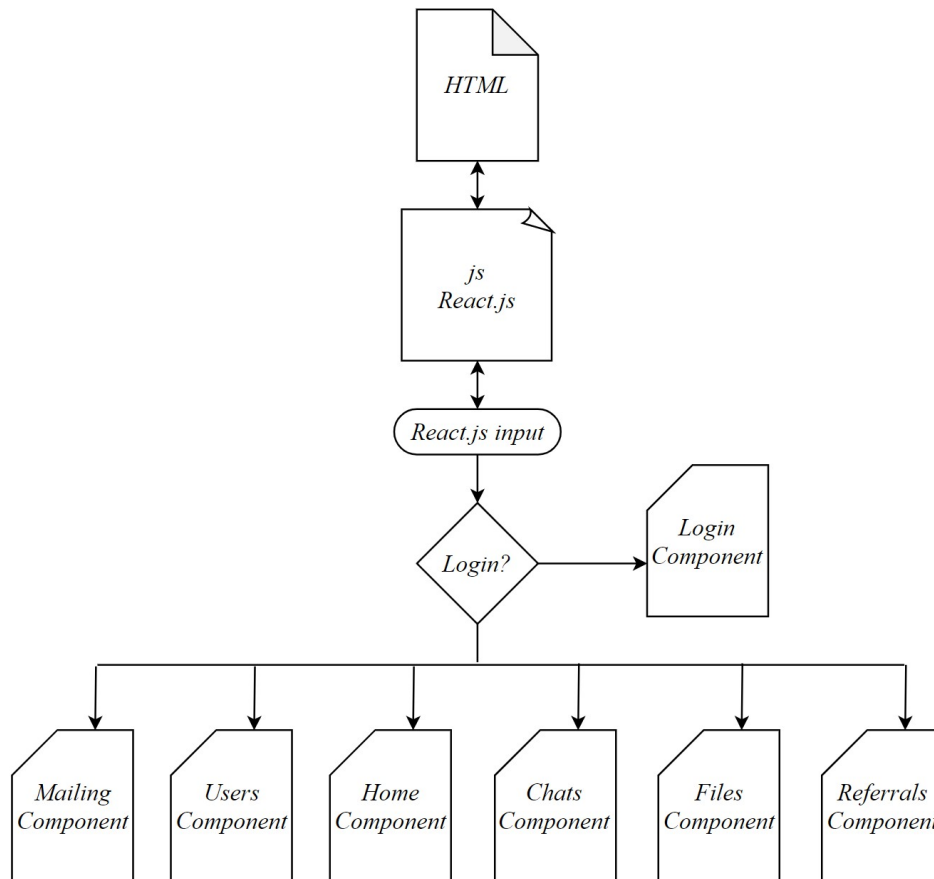 HTML
js
React.js
React.js input
Login
Component
Login?
Mailing
Component
Users
Component
Home
Component
Chats
Component
Files
Component
Referrals
Component